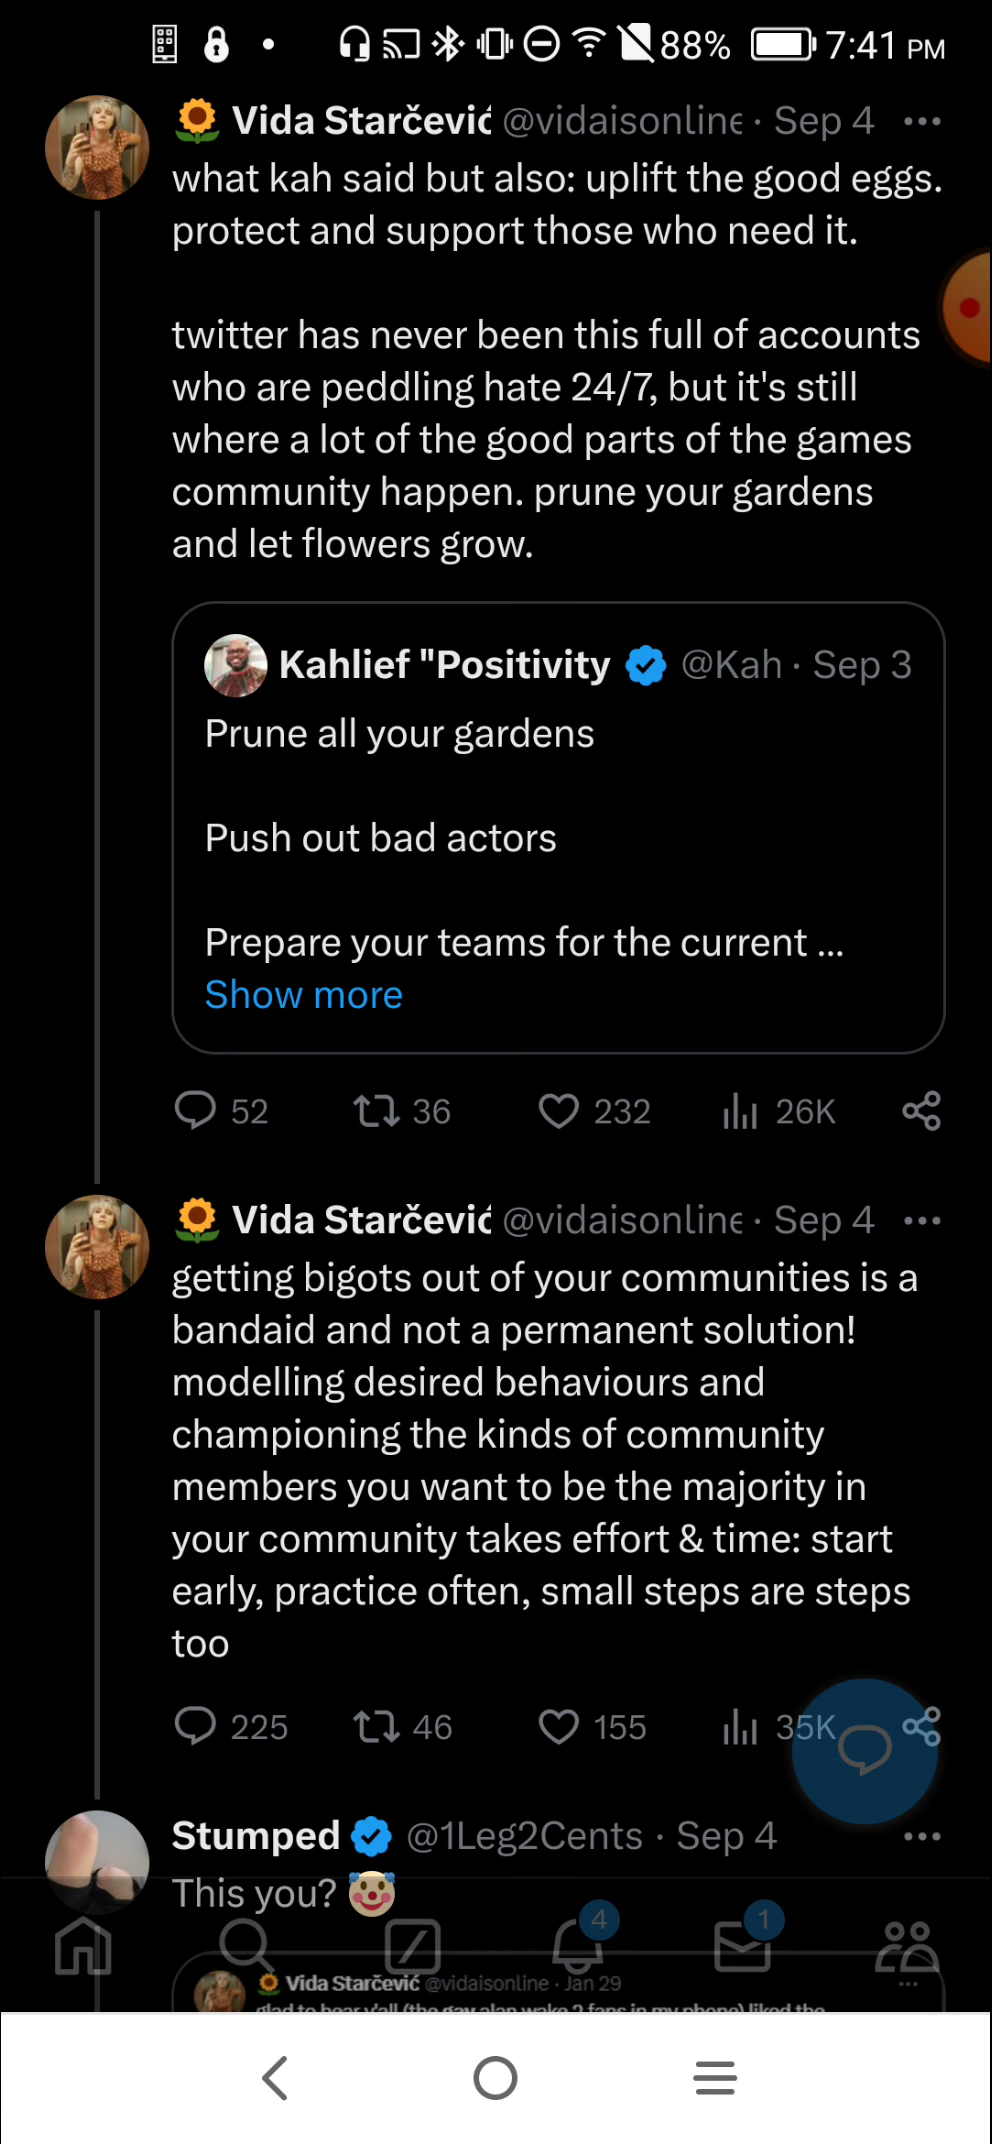 88% 7:41 PM
Vida Starčević @vidaisonline · Sep 4
what kah said but also: uplift the good eggs.
protect and support those who need it.
twitter has never been this full of accounts
who are peddling hate 24/7, but it's still
where a lot of the good parts of the games
community happen. prune your gardens
and let flowers grow.
Kahlief "Positivity @Kah · Sep 3
Prune all your gardens
Push out bad actors
Prepare your teams for the current ...
Show more
52 36 232 26K
Vida Starčević @vidaisonline · Sep 4
getting bigots out of your communities is a
bandaid and not a permanent solution!
modelling desired behaviours and
championing the kinds of community
members you want to be the majority in
your community takes effort & time: start
early, practice often, small steps are steps
too
225 46 155 35K
Stumped @1Leg2Cents · Sep 4
This you?
4 1
Vida Starčević @vidaisonline · Jan 29
glad to hear y'all (the gay alan wake 2 fans in my phone) liked the